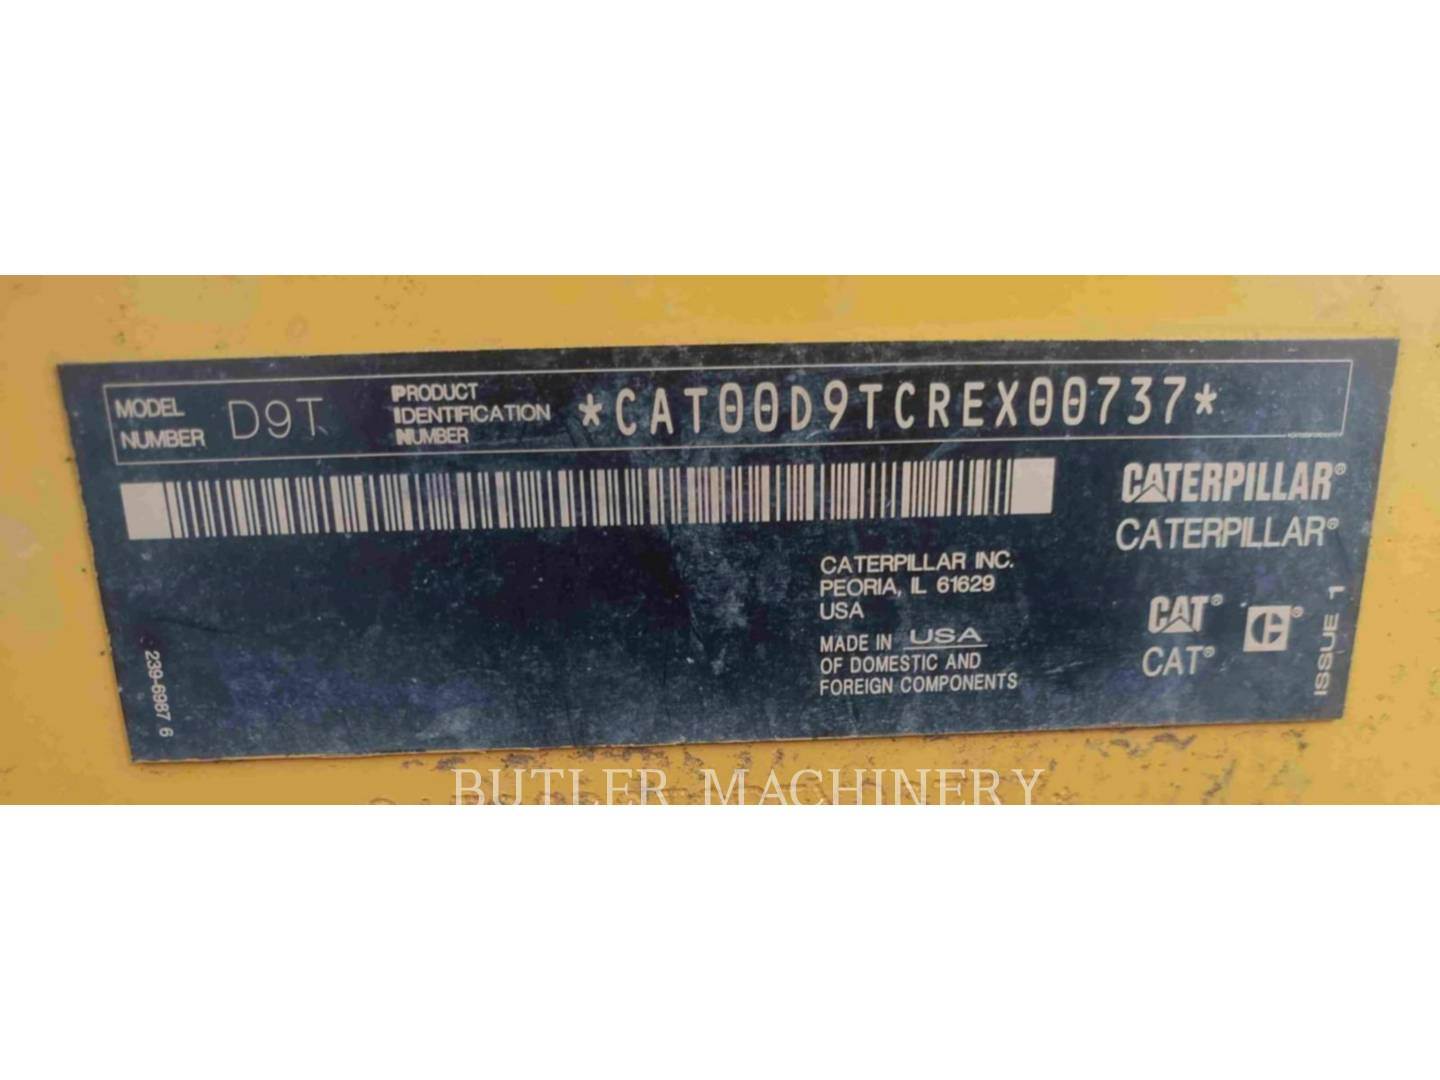 MODEL NUMBER D9T
PRODUCT IDENTIFICATION NUMBER *CAT00D9TCREX00737*
CATERPILLAR®
CATERPILLAR®
CATERPILLAR INC.
PEORIA, IL 61629
USA
MADE IN USA
OF DOMESTIC AND
FOREIGN COMPONENTS
CAT®
CAT®
ISSUE 1
239-6987 6
BUTLER MACHINERY